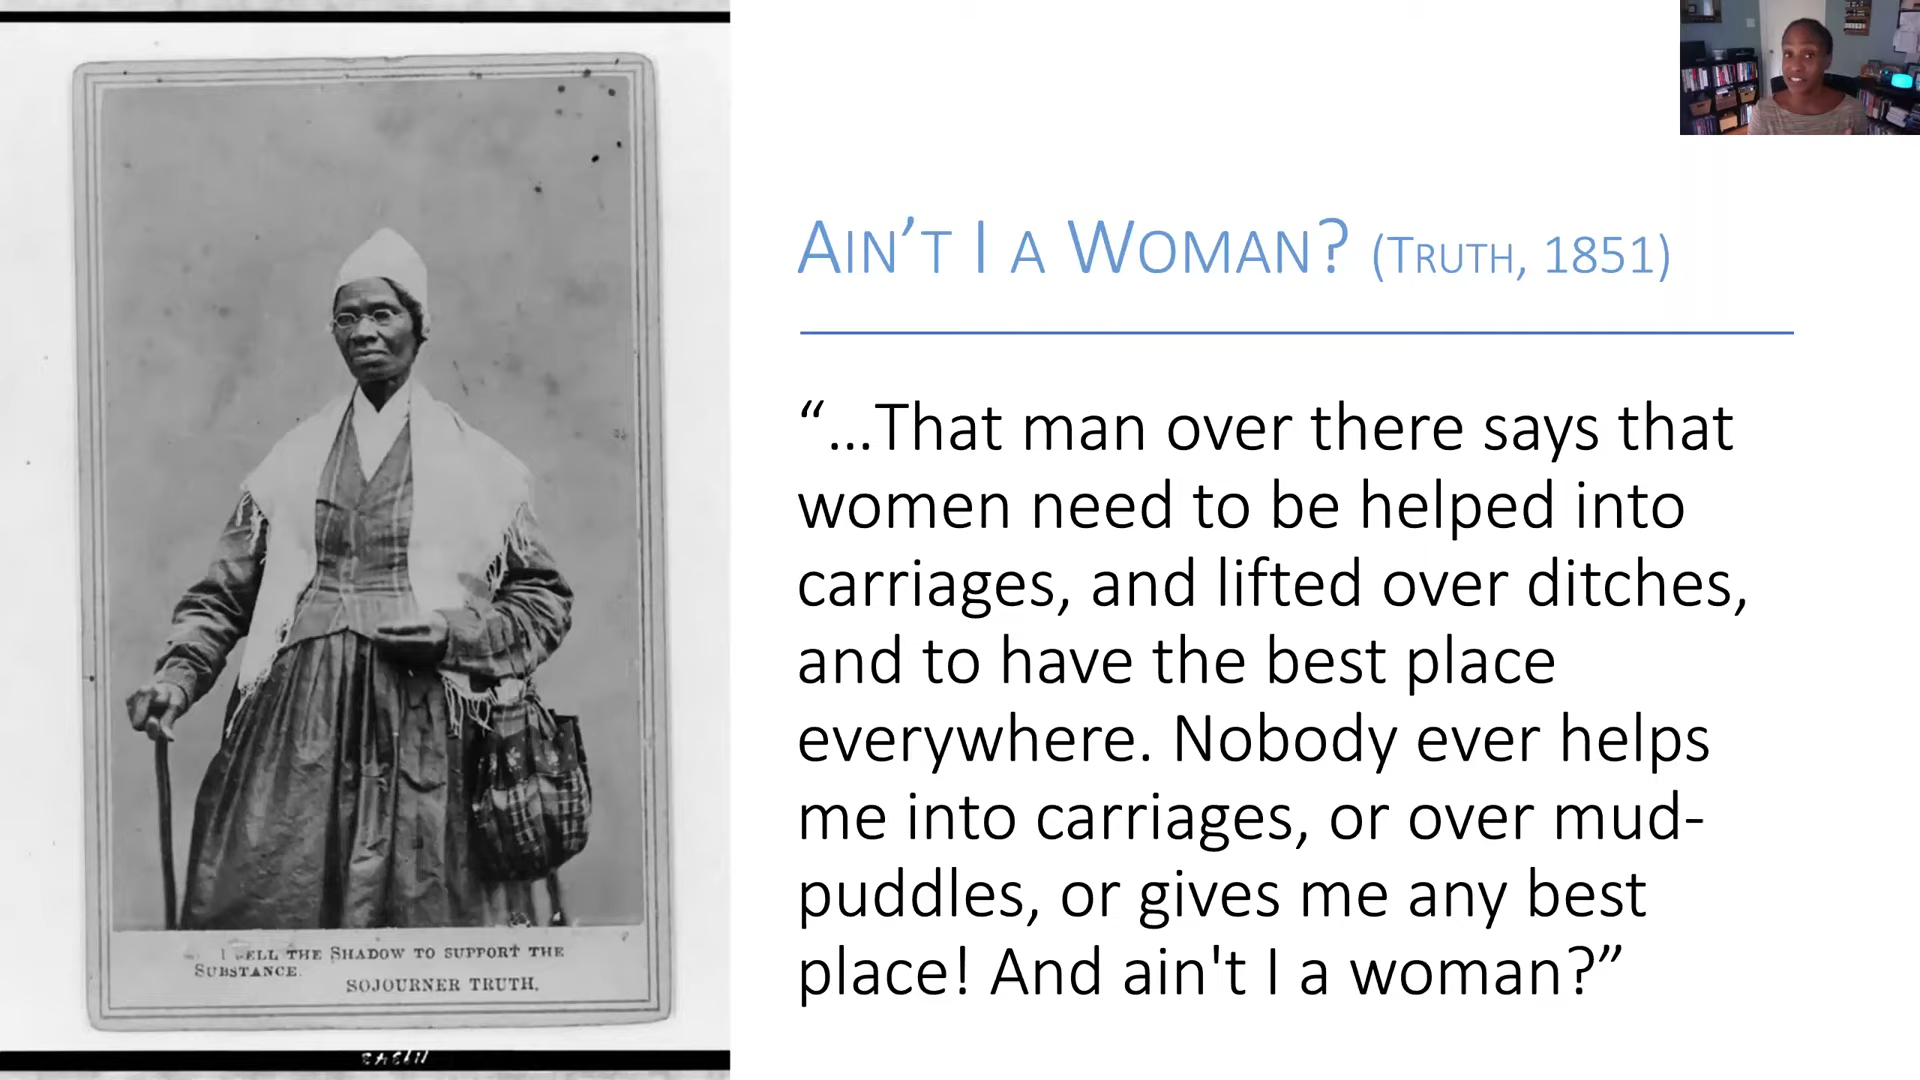 AIN’T I A WOMAN? (TRUTH, 1851)
“…That man over there says that
women need to be helped into
carriages, and lifted over ditches,
and to have the best place
everywhere. Nobody ever helps
me into carriages, or over mud-
puddles, or gives me any best
place! And ain't I a woman?”
I SELL THE SHADOW TO SUPPORT THE
SUBSTANCE.
SOJOURNER TRUTH.